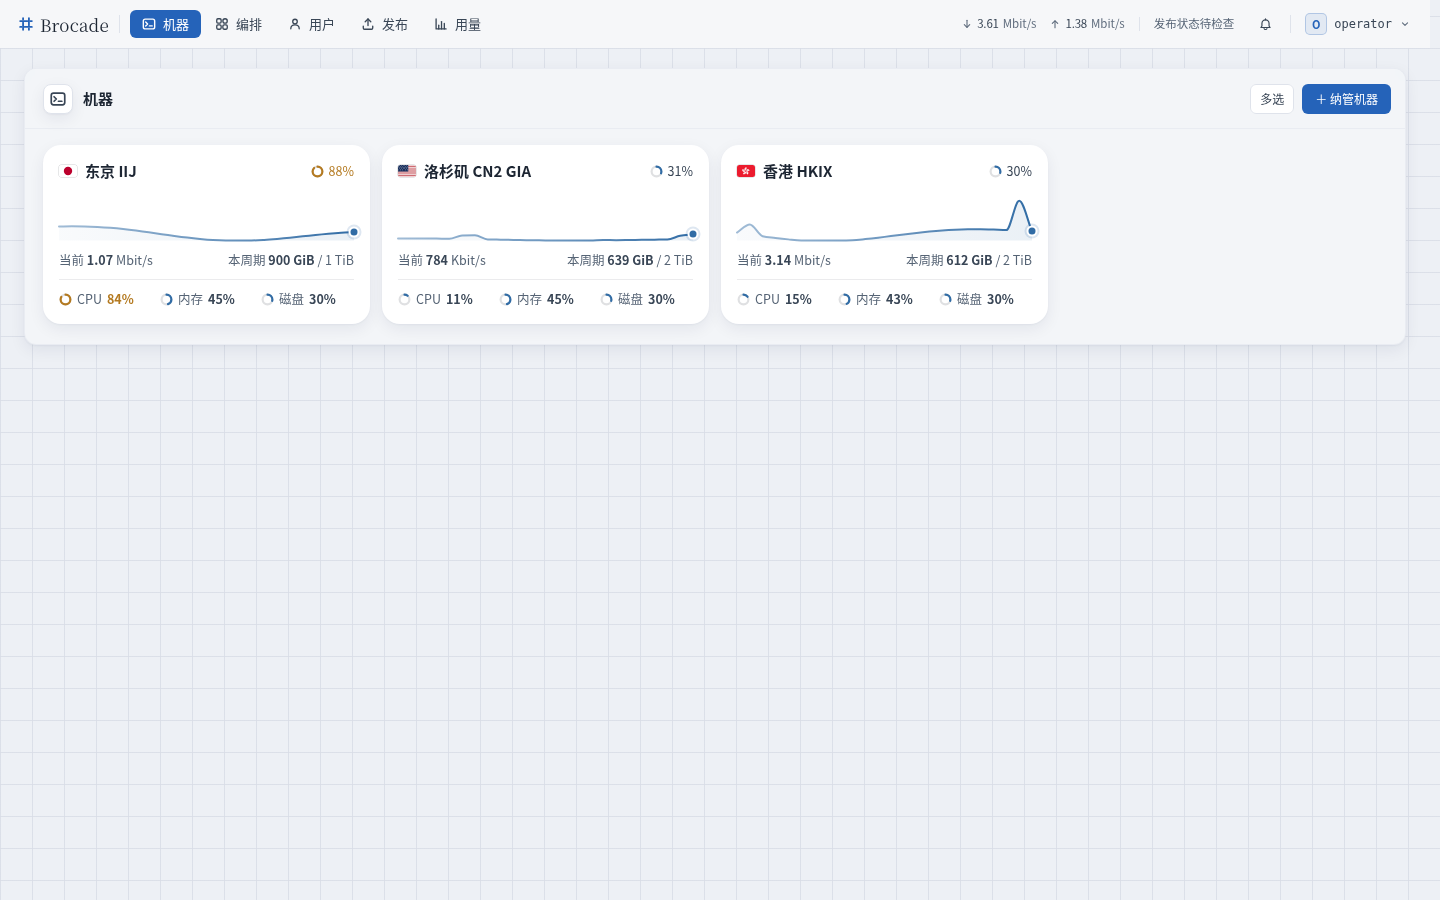 Brocade 机器 编排 用户 发布 用量 ↓ 3.61 Mbit/s ↑ 1.38 Mbit/s 发布状态待检查 O operator
机器 多选 + 纳管机器
东京 IIJ 88%
当前 1.07 Mbit/s 本周期 900 GiB / 1 TiB
CPU 84% 内存 45% 磁盘 30%
洛杉矶 CN2 GIA 31%
当前 784 Kbit/s 本周期 639 GiB / 2 TiB
CPU 11% 内存 45% 磁盘 30%
香港 HKIX 30%
当前 3.14 Mbit/s 本周期 612 GiB / 2 TiB
CPU 15% 内存 43% 磁盘 30%